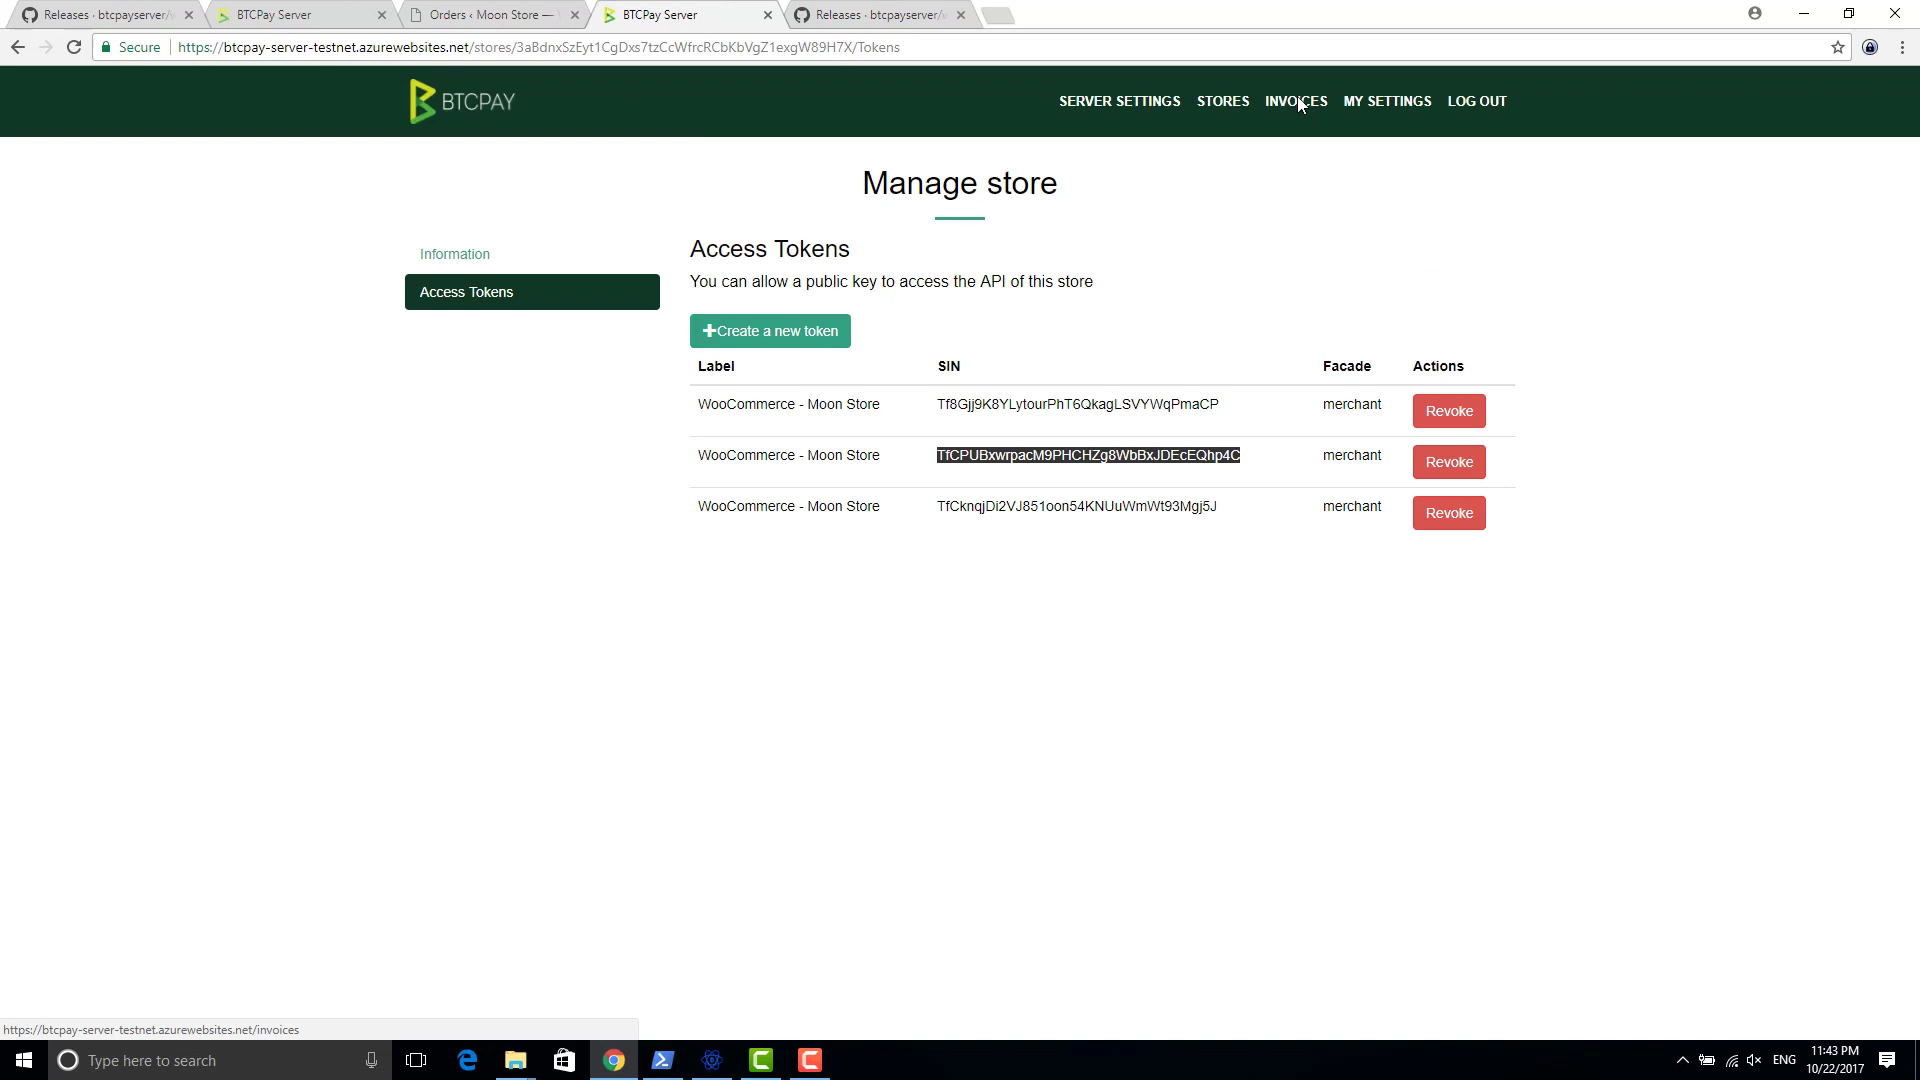 Releases · btcpayserver/
BTCPay Server
Orders ‹ Moon Store —
BTCPay Server
Releases · btcpayserver/
Secure
https://btcpay-server-testnet.azurewebsites.net/stores/3aBdnxSzEyt1CgDxs7tzCcWfrcRCbKbVgZ1exgW89H7X/Tokens
BTCPAY
SERVER SETTINGS
STORES
INVOICES
MY SETTINGS
LOG OUT
Manage store
Information
Access Tokens
Access Tokens
You can allow a public key to access the API of this store
Create a new token
Label SIN Facade Actions
WooCommerce - Moon Store Tf8Gjj9K8YLytourPhT6QkagLSVYWqPmaCP merchant Revoke
WooCommerce - Moon Store TfCPUBxwrpacM9PHCHZg8WbBxJDEcEQhp4C merchant Revoke
WooCommerce - Moon Store TfCknqjDi2VJ851oon54KNUuWmWt93Mgj5J merchant Revoke
https://btcpay-server-testnet.azurewebsites.net/invoices
Type here to search
ENG
11:43 PM
10/22/2017